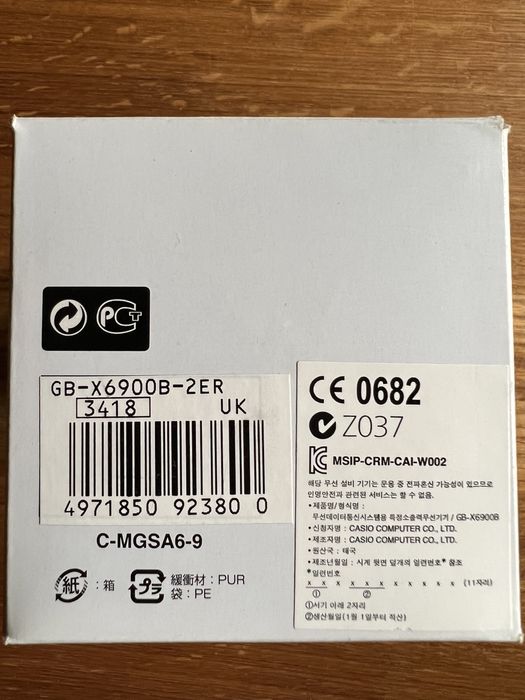 PCT
GB-X6900B-2ER
3418 UK
4971850 92380 0
C-MGSA6-9
紙 :箱
プラ 緩衝材:PUR
袋:PE
CE 0682
Z037
MSIP-CRM-CAI-W002
해당 무선 설비 기기는 운용 중 전파혼신 가능성이 있으므로
인명안전과 관련된 서비스는 할 수 없음.
•제품명/형식명:
무선데이터통신시스템용 특정소출력무선기기 / GB-X6900B
•신청자명: CASIO COMPUTER CO., LTD.
•제조자명: CASIO COMPUTER CO., LTD.
•원산국: 태국
•제조년월일: 시계 뒷면 덮개의 일련번호* 참조
*일련번호
x x x x x x x x x x x (11자리)
① ②
①서기 아래 2자리
②생산월일(1월 1일부터 적산)